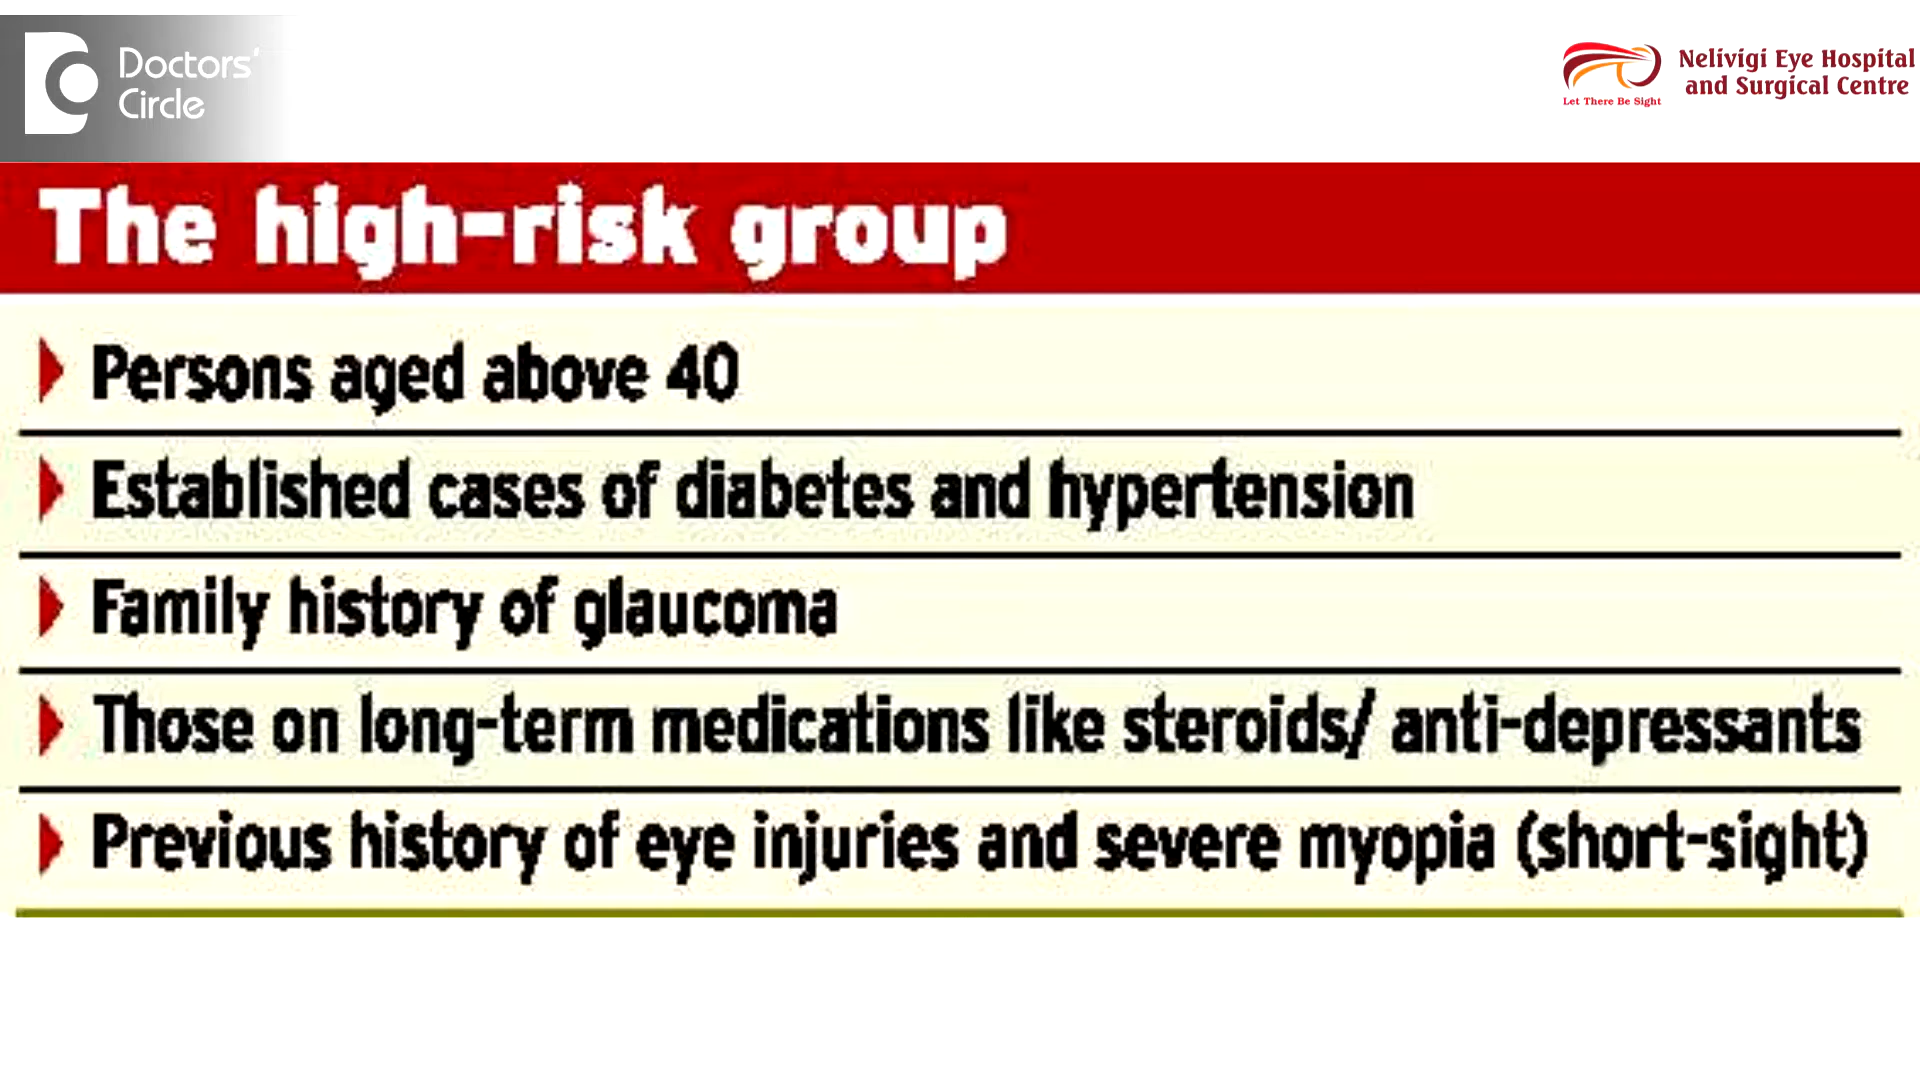 Doctors'
Circle
Let There Be Sight
Nelivigi Eye Hospital
and Surgical Centre
The high-risk group
Persons aged above 40
Established cases of diabetes and hypertension
Family history of glaucoma
Those on long-term medications like steroids/ anti-depressants
Previous history of eye injuries and severe myopia (short-sight)